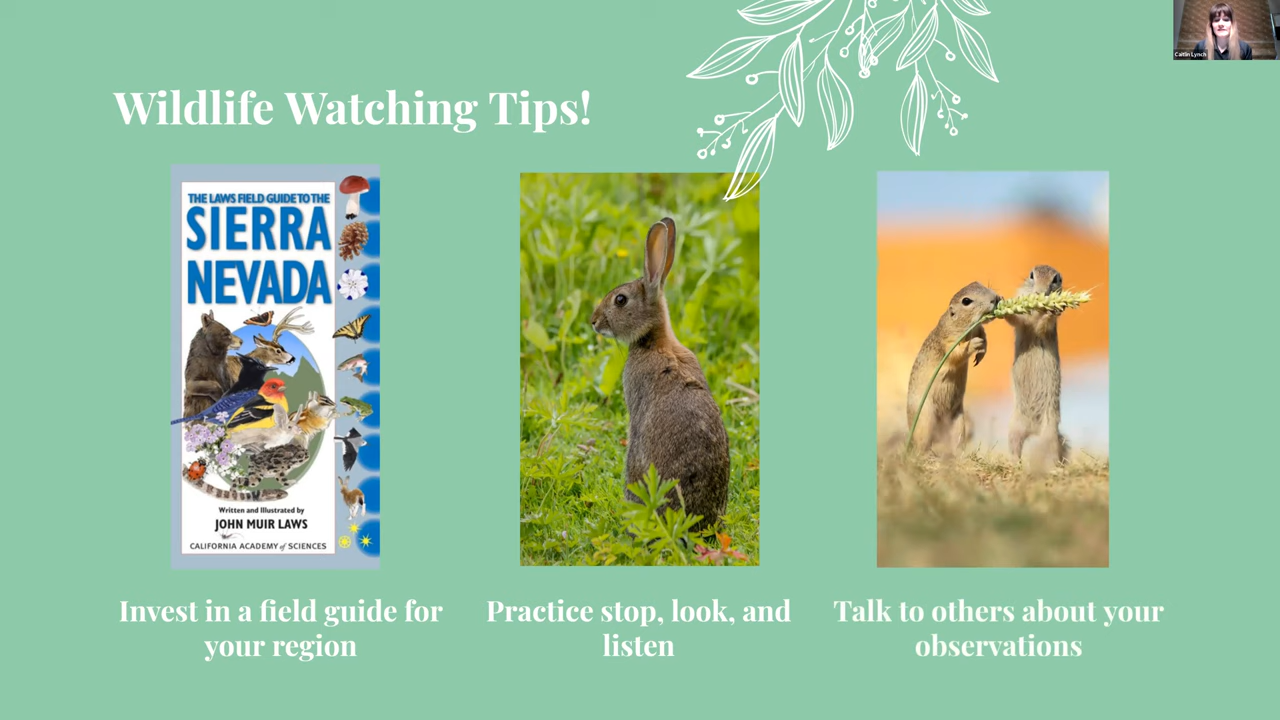 Caitlin Lynch
Wildlife Watching Tips!
THE LAWS FIELD GUIDE TO THE
SIERRA
NEVADA
Written and Illustrated by
JOHN MUIR LAWS
CALIFORNIA ACADEMY of SCIENCES
Invest in a field guide for
your region
Practice stop, look, and
listen
Talk to others about your
observations